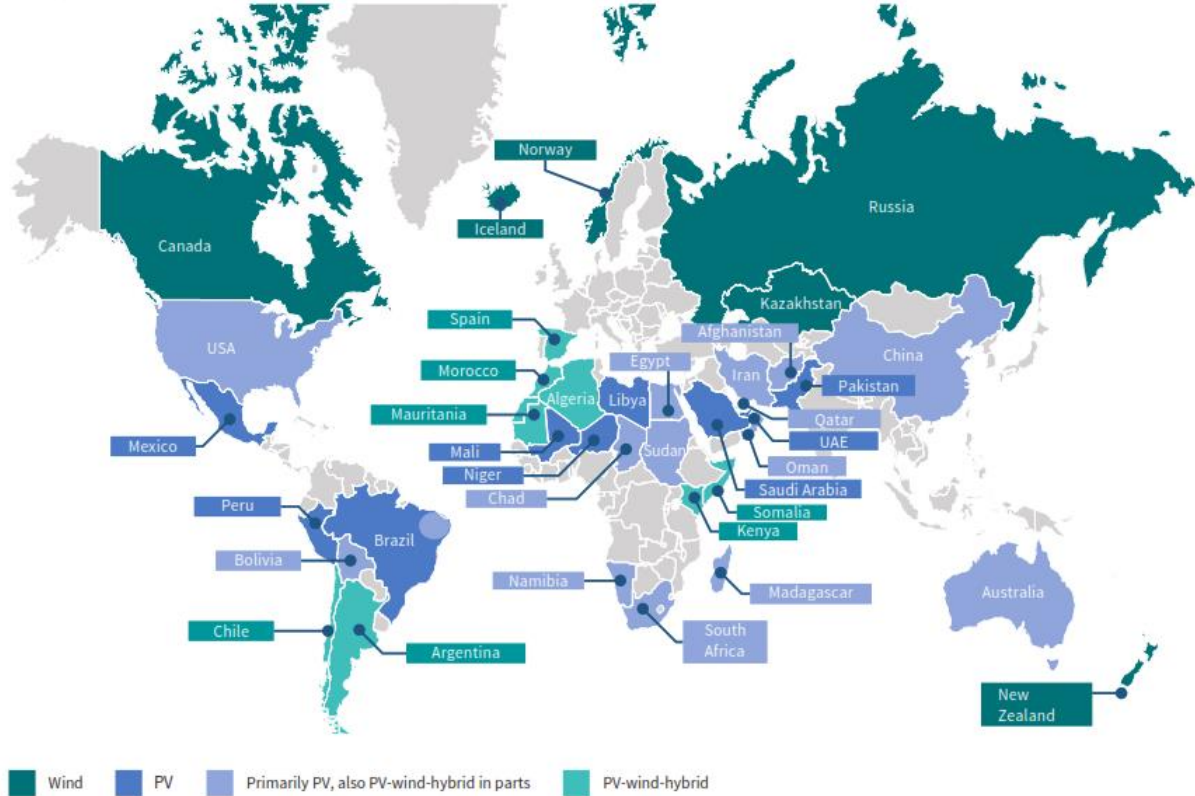 Norway
Iceland
Russia
Canada
Kazakhstan
Spain
Afghanistan
USA
Egypt
China
Iran
Morocco
Pakistan
Algeria
Libya
Mauritania
Qatar
Mexico
UAE
Mali
Sudan
Oman
Niger
Saudi Arabia
Chad
Peru
Somalia
Kenya
Brazil
Bolivia
Namibia
Madagascar
Australia
Chile
South
Africa
Argentina
New
Zealand
Wind
PV
Primarily PV, also PV-wind-hybrid in parts
PV-wind-hybrid